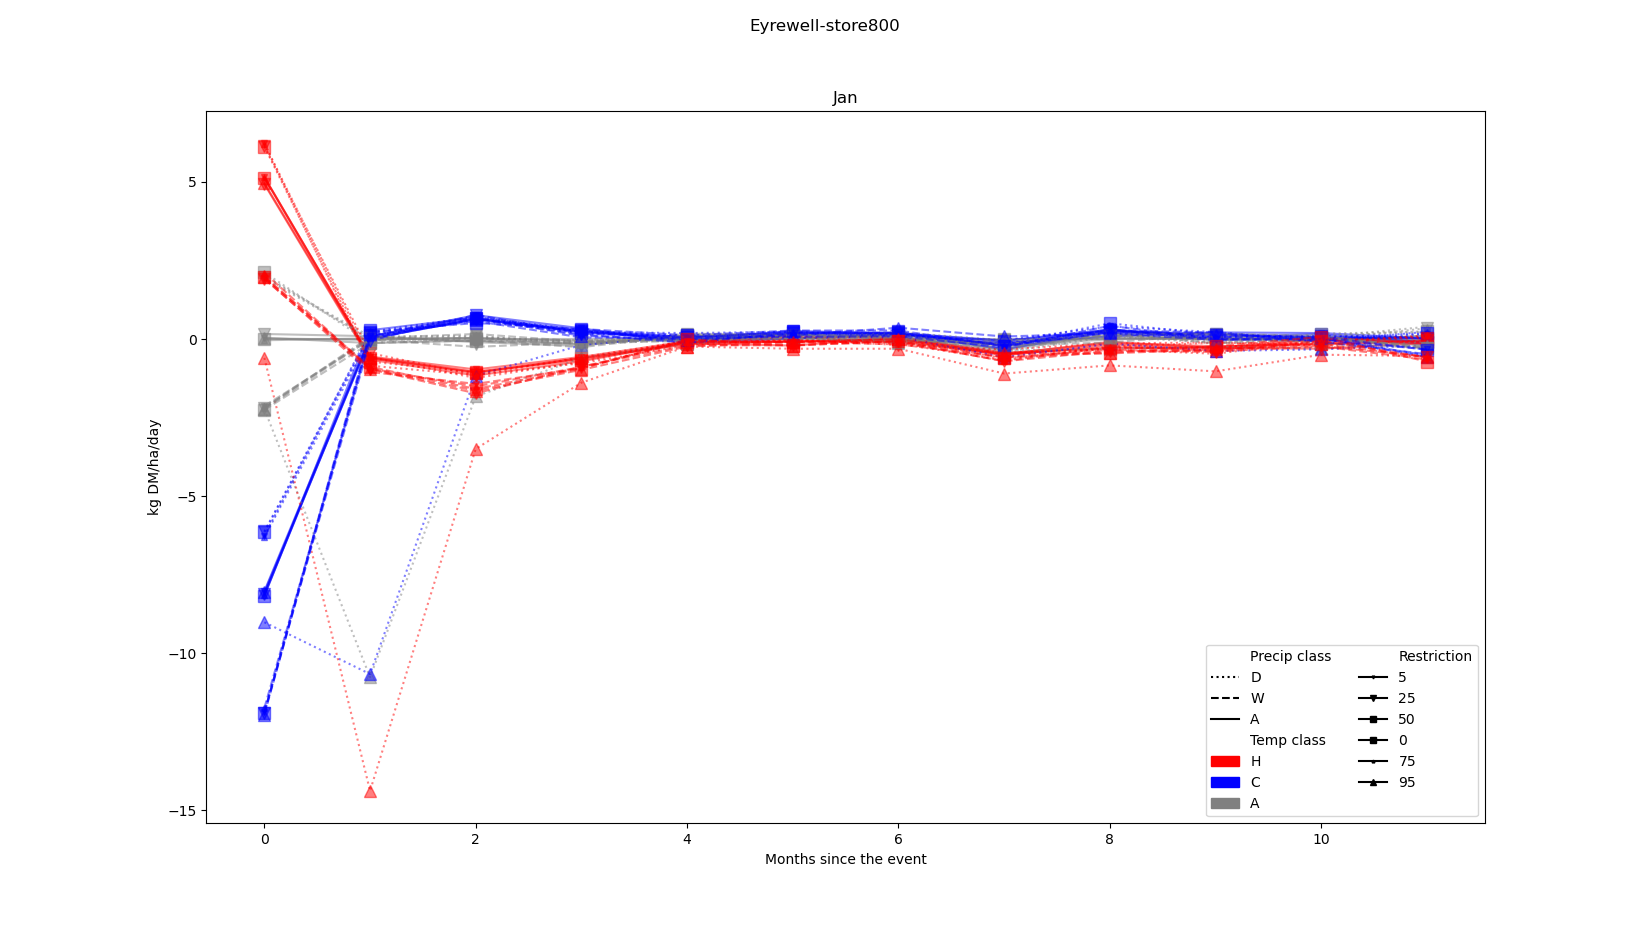 Eyrewell-store800
Jan
kg DM/ha/day
5
0
−5
−10
−15
0
2
4
6
8
10
Months since the event
Precip class
D
W
A
Temp class
H
C
A
Restriction
5
25
50
0
75
95